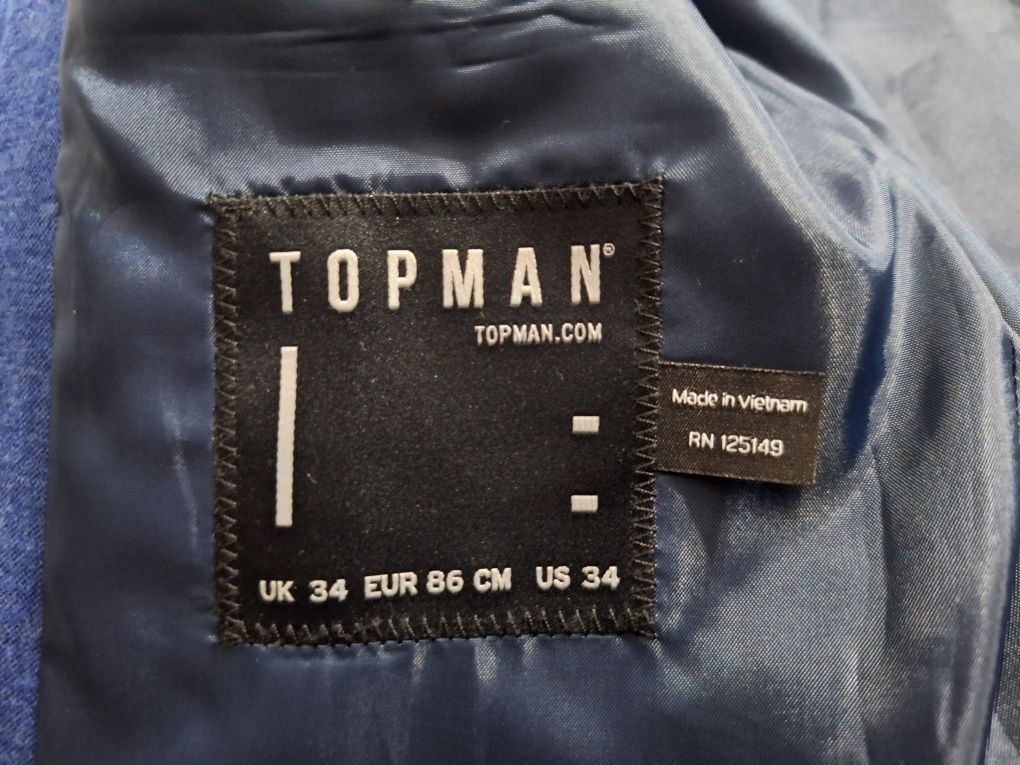 TOPMAN®
TOPMAN.COM
Made in Vietnam
RN 125149
UK 34 EUR 86 CM US 34